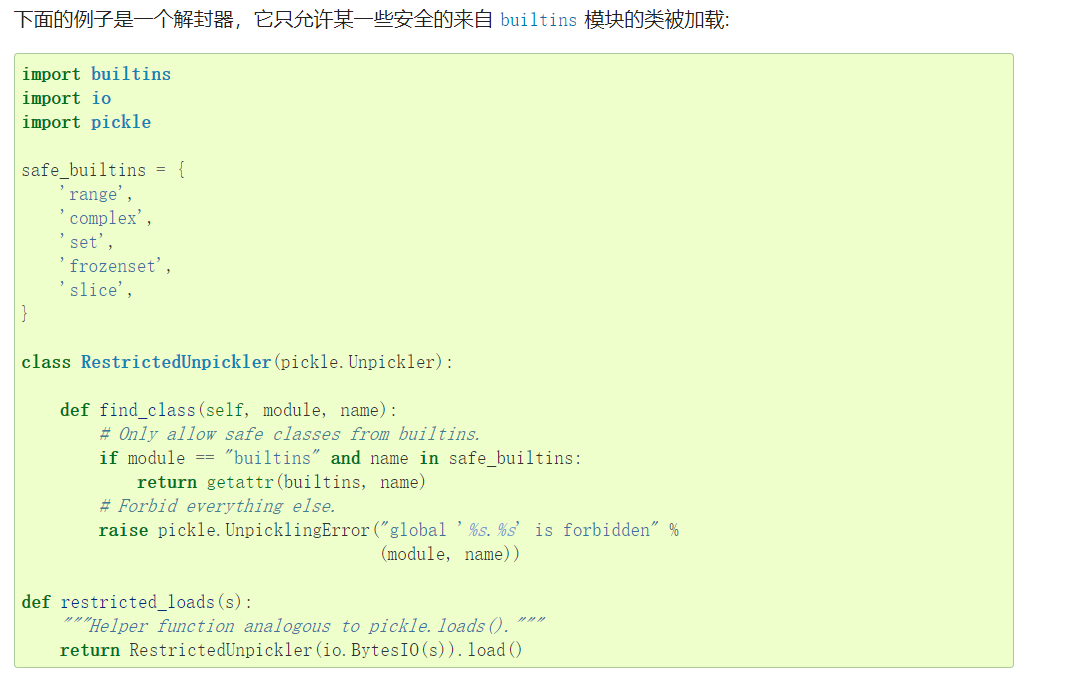 下面的例子是一个解封器，它只允许某一些安全的来自 builtins 模块的类被加载:
import builtins
import io
import pickle
safe_builtins = {
    'range',
    'complex',
    'set',
    'frozenset',
    'slice',
}
class RestrictedUnpickler(pickle.Unpickler):
    def find_class(self, module, name):
        # Only allow safe classes from builtins.
        if module == "builtins" and name in safe_builtins:
            return getattr(builtins, name)
        # Forbid everything else.
        raise pickle.UnpicklingError("global '%s.%s' is forbidden" %
                                     (module, name))
def restricted_loads(s):
    """Helper function analogous to pickle.loads()."""
    return RestrictedUnpickler(io.BytesIO(s)).load()